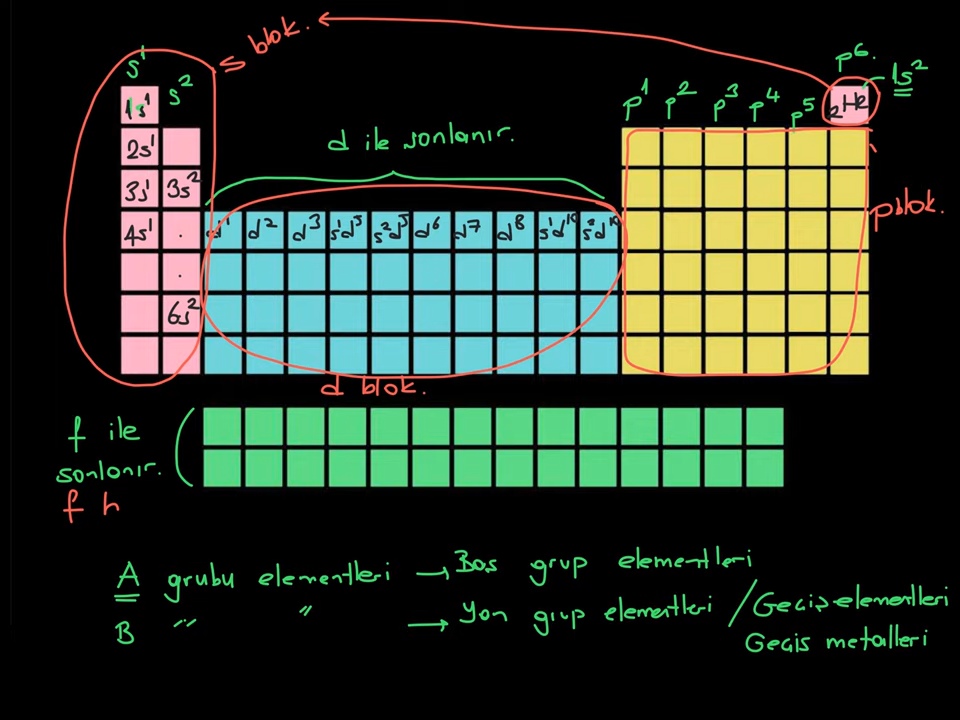 s blok.
s¹
s²
p⁶
1s²
p¹ p² p³ p⁴ p⁵ ₂He
1s¹
d ile sonlanır.
2s¹
3s¹ 3s²
p blok.
4s¹ . d¹ d² d³ s¹d⁵ s²d⁵ d⁶ d⁷ d⁸ s¹d¹⁰ s²d¹⁰
.
6s²
d blok.
f ile
sonlanır.
f
A grubu elementleri → Baş grup elementleri
B " " → Yan grup elementleri / Geçiş elementleri
Geçiş metalleri